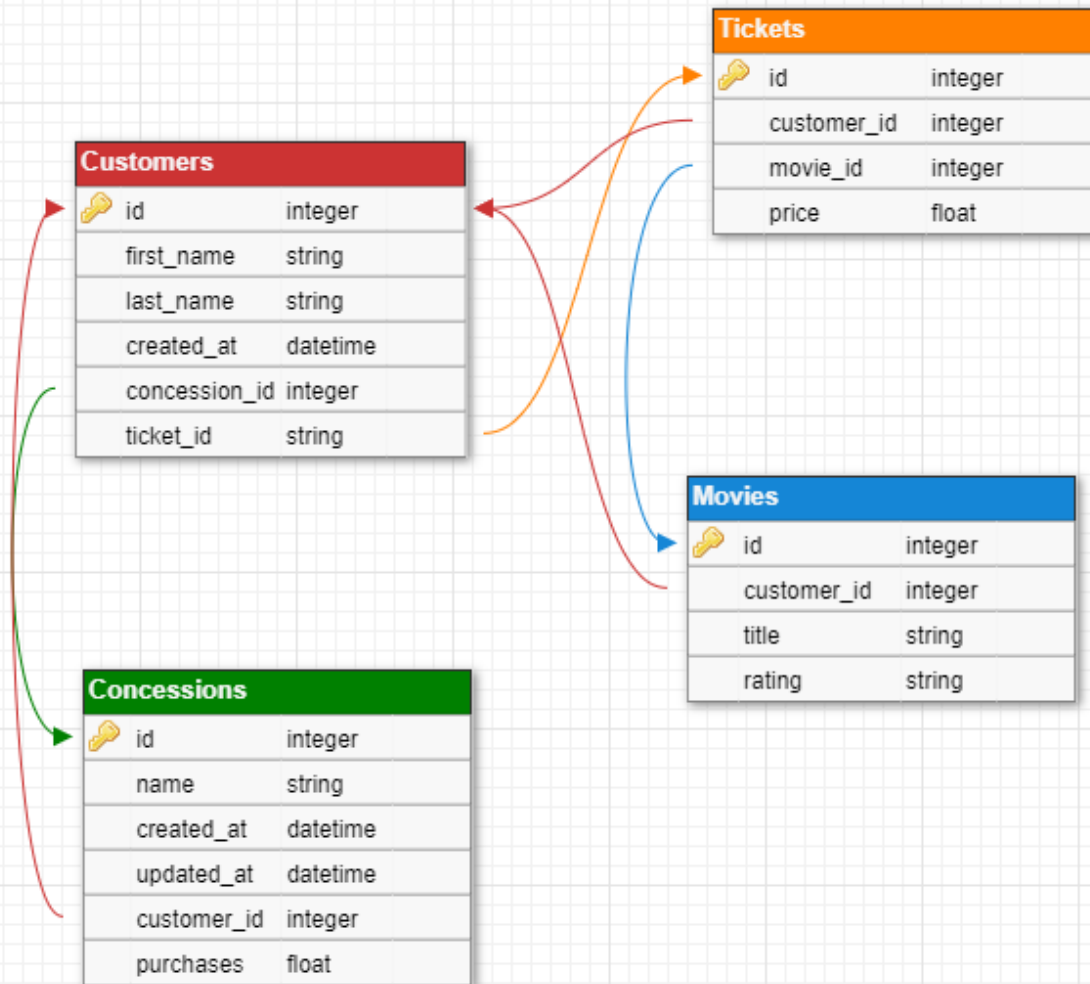 Tickets
id integer
customer_id integer
movie_id integer
price float
Customers
id integer
first_name string
last_name string
created_at datetime
concession_id integer
ticket_id string
Movies
id integer
customer_id integer
title string
rating string
Concessions
id integer
name string
created_at datetime
updated_at datetime
customer_id integer
purchases float